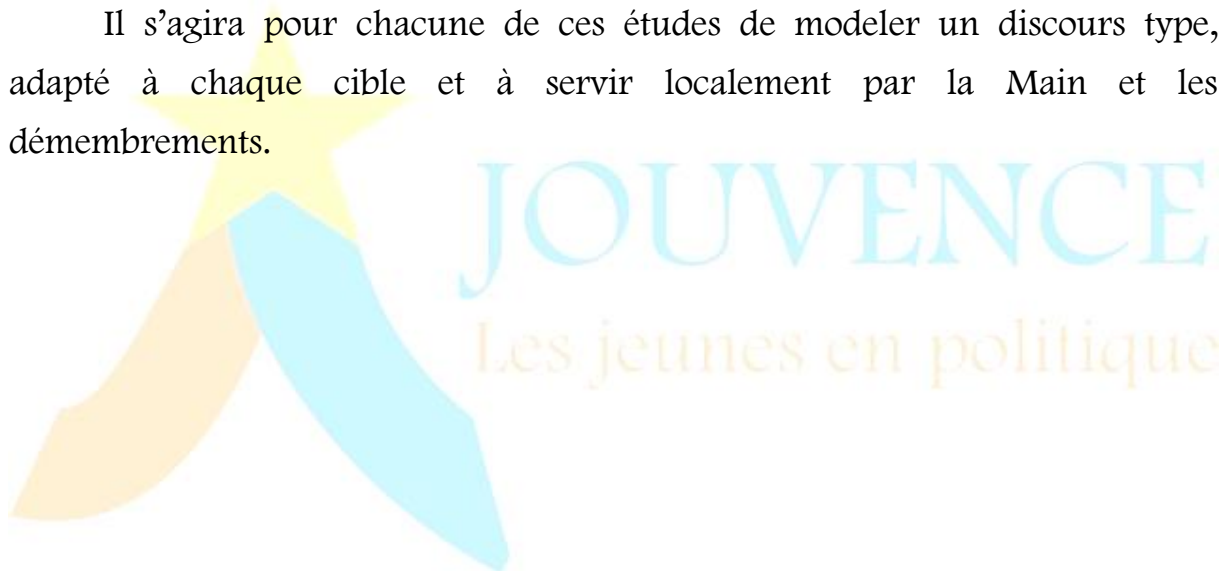 Il s’agira pour chacune de ces études de modeler un discours type,
adapté à chaque cible et à servir localement par la Main et les
démembrements.
JOUVENCE
Les jeunes en politique